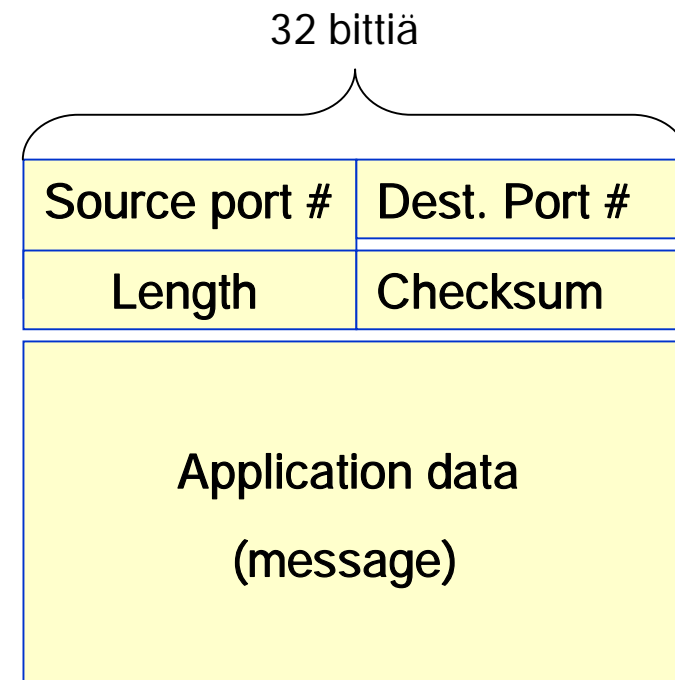 32 bittiä
Source port # Dest. Port #
Length Checksum
Application data
(message)